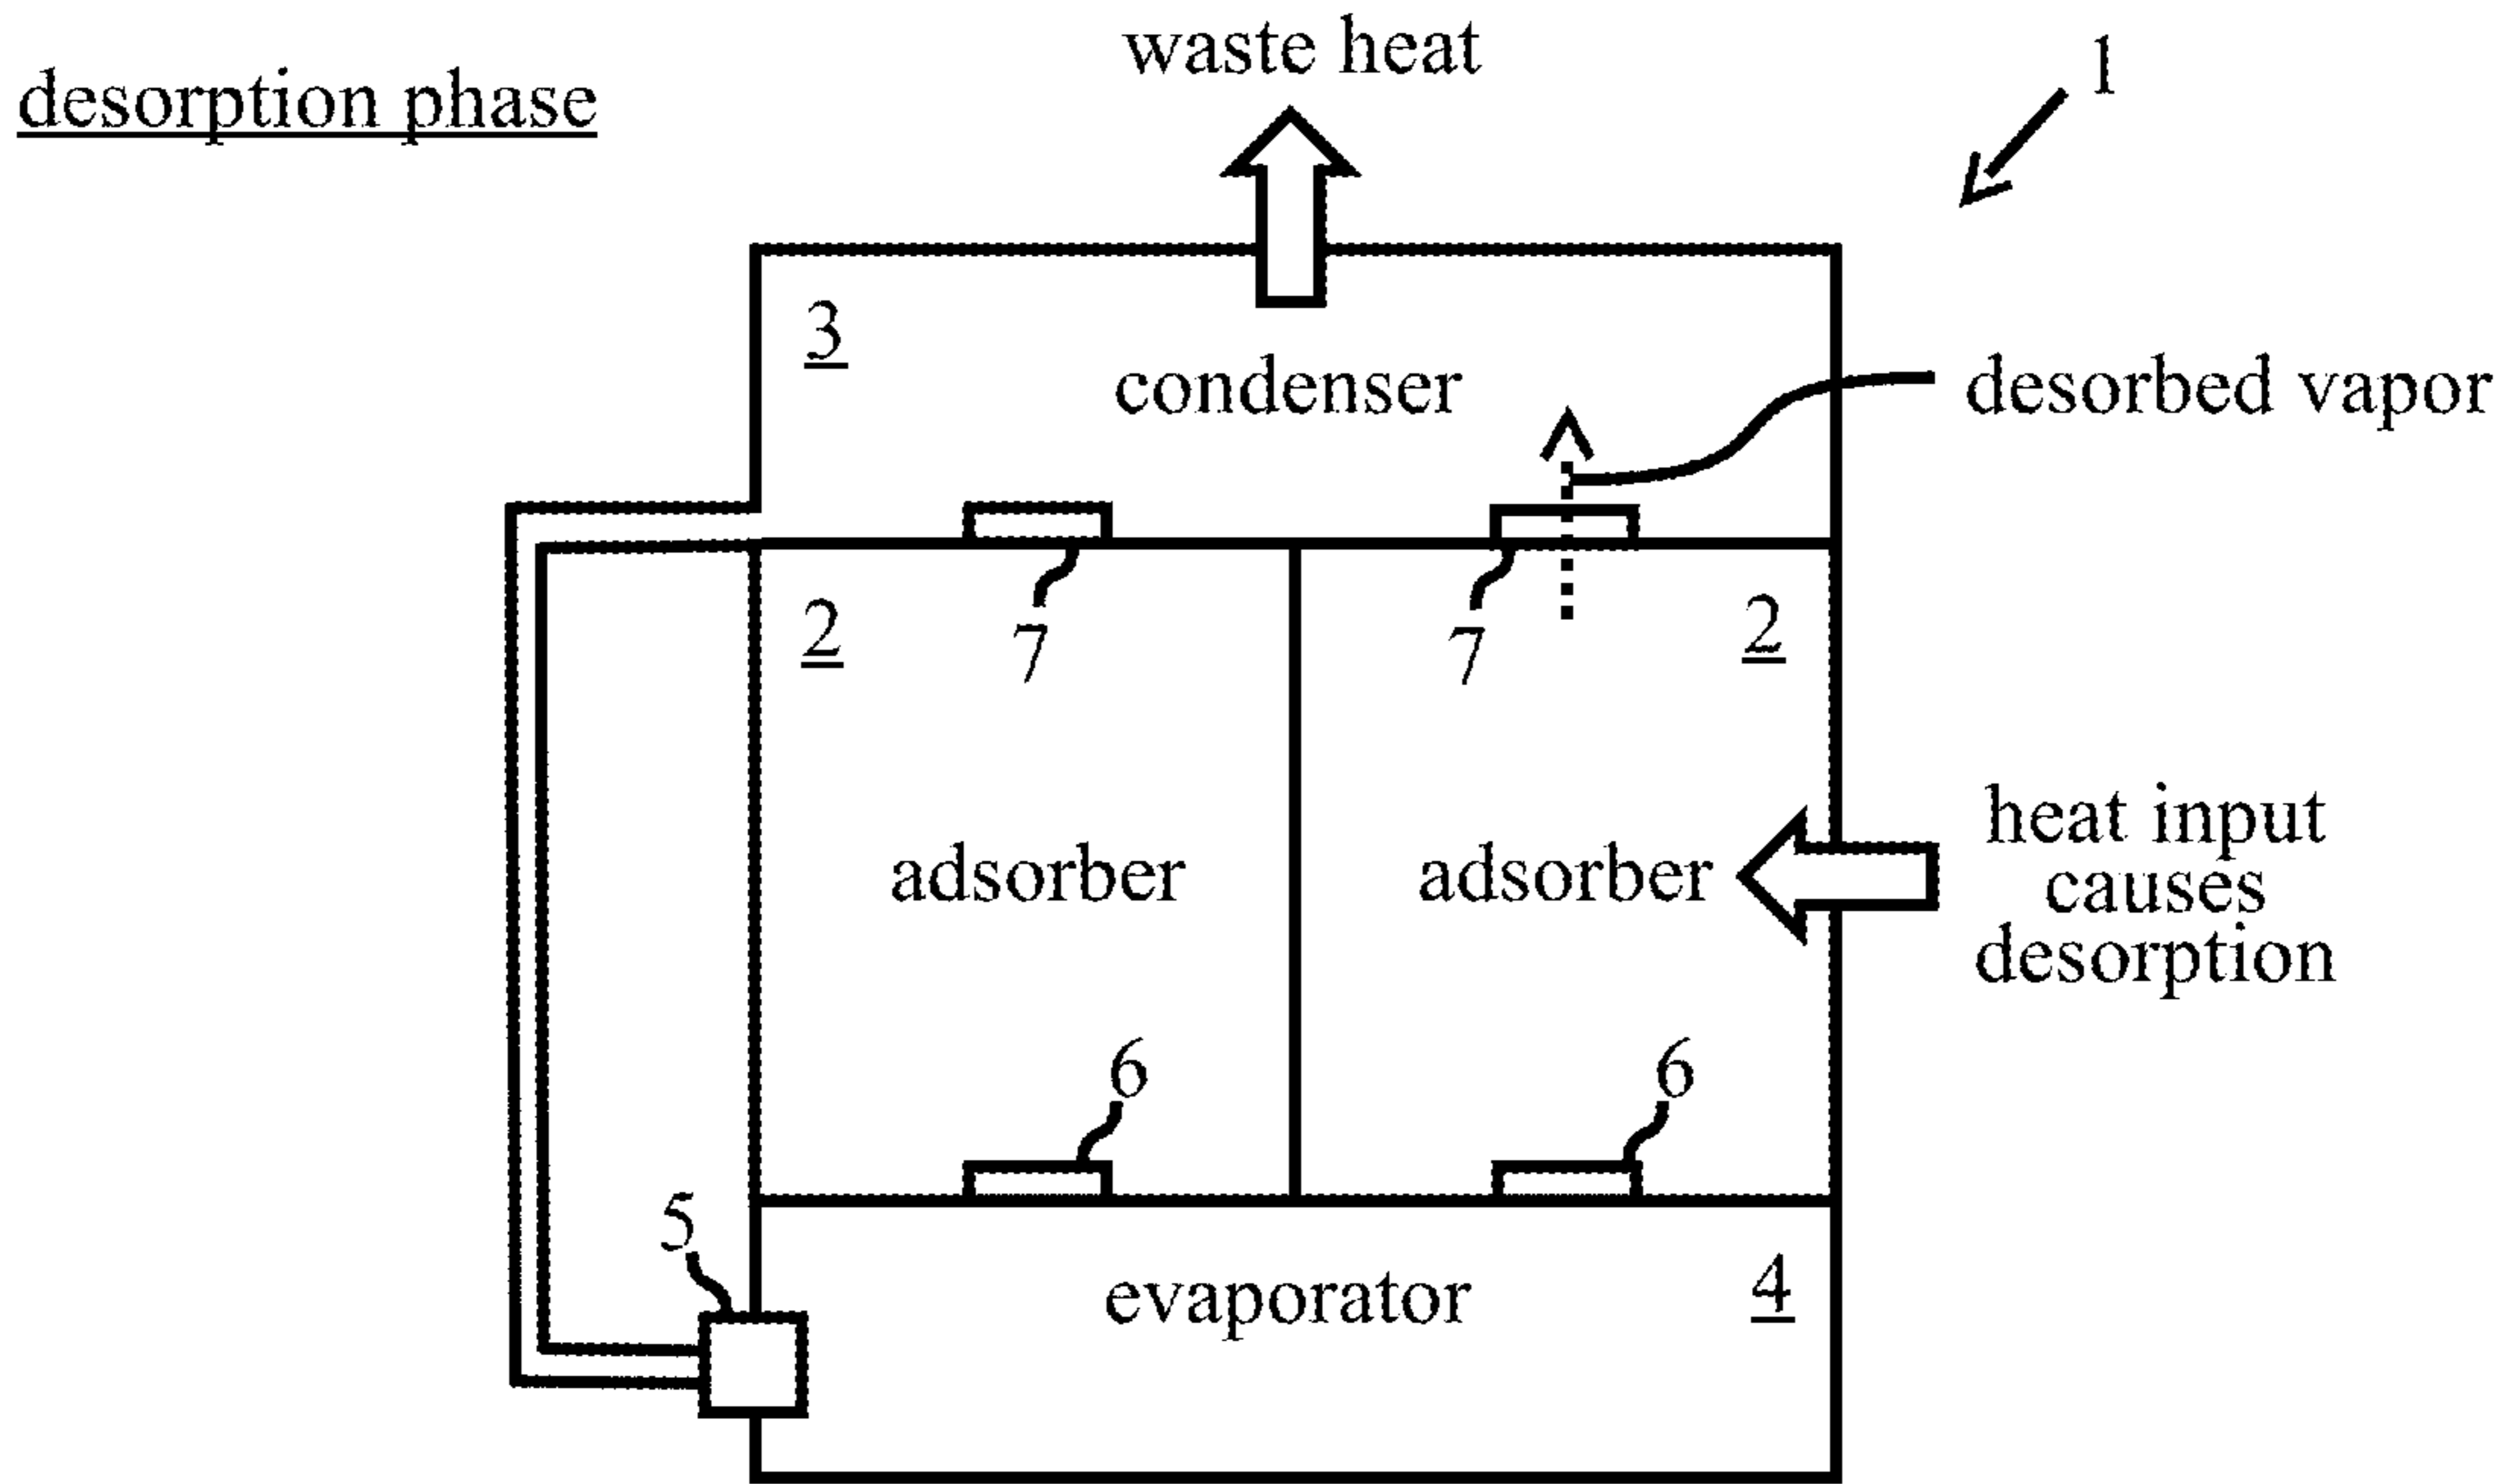 waste heat
1
desorption phase
3
condenser
desorbed vapor
2
7
7
2
adsorber
adsorber
heat input
causes
desorption
6
6
5
evaporator
4